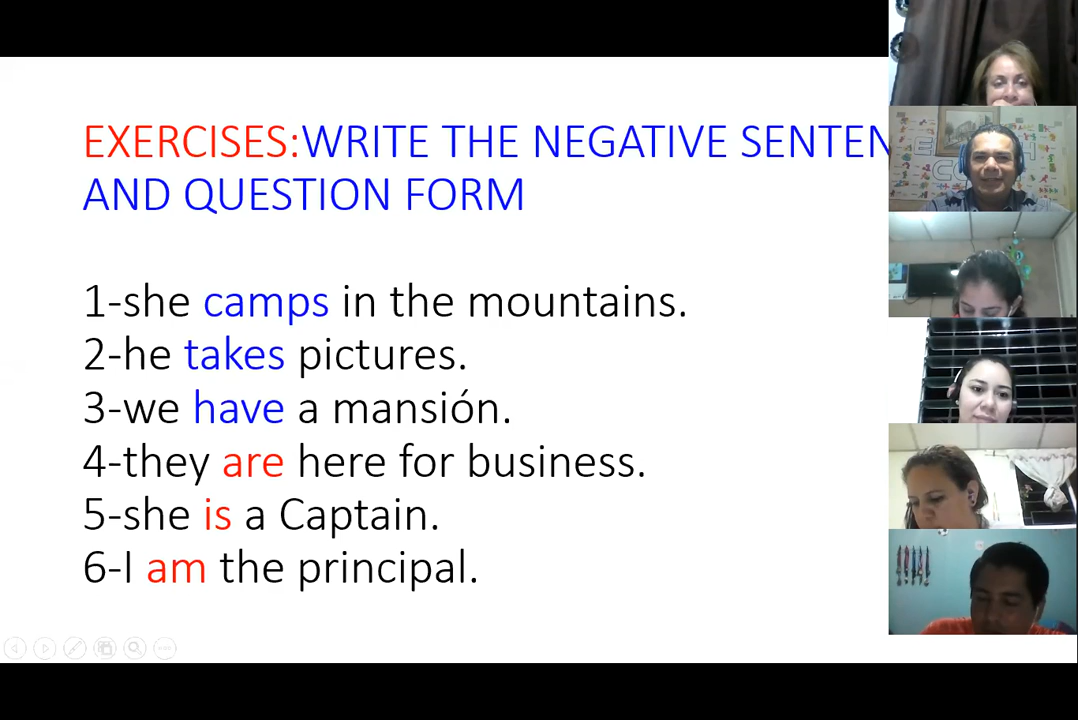 EXERCISES:WRITE THE NEGATIVE SENTEN
AND QUESTION FORM
1-she camps in the mountains.
2-he takes pictures.
3-we have a mansión.
4-they are here for business.
5-she is a Captain.
6-I am the principal.